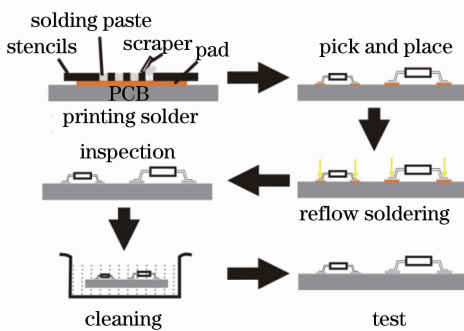 solding paste
scraper
stencils
pad
PCB
printing solder
pick and place
reflow soldering
inspection
cleaning
test